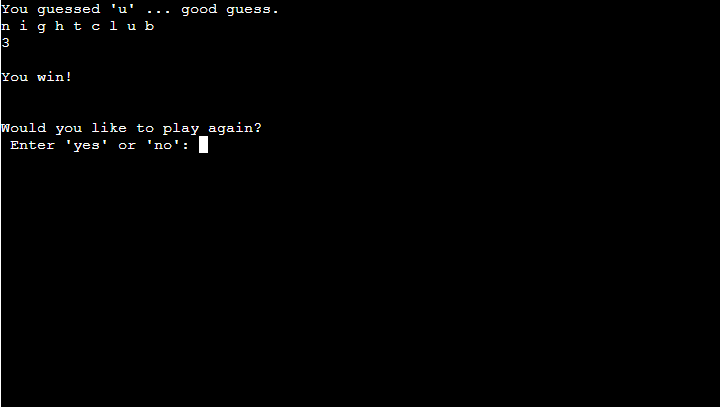 You guessed 'u' ... good guess.
n i g h t c l u b
3
You win!
Would you like to play again?
Enter 'yes' or 'no':